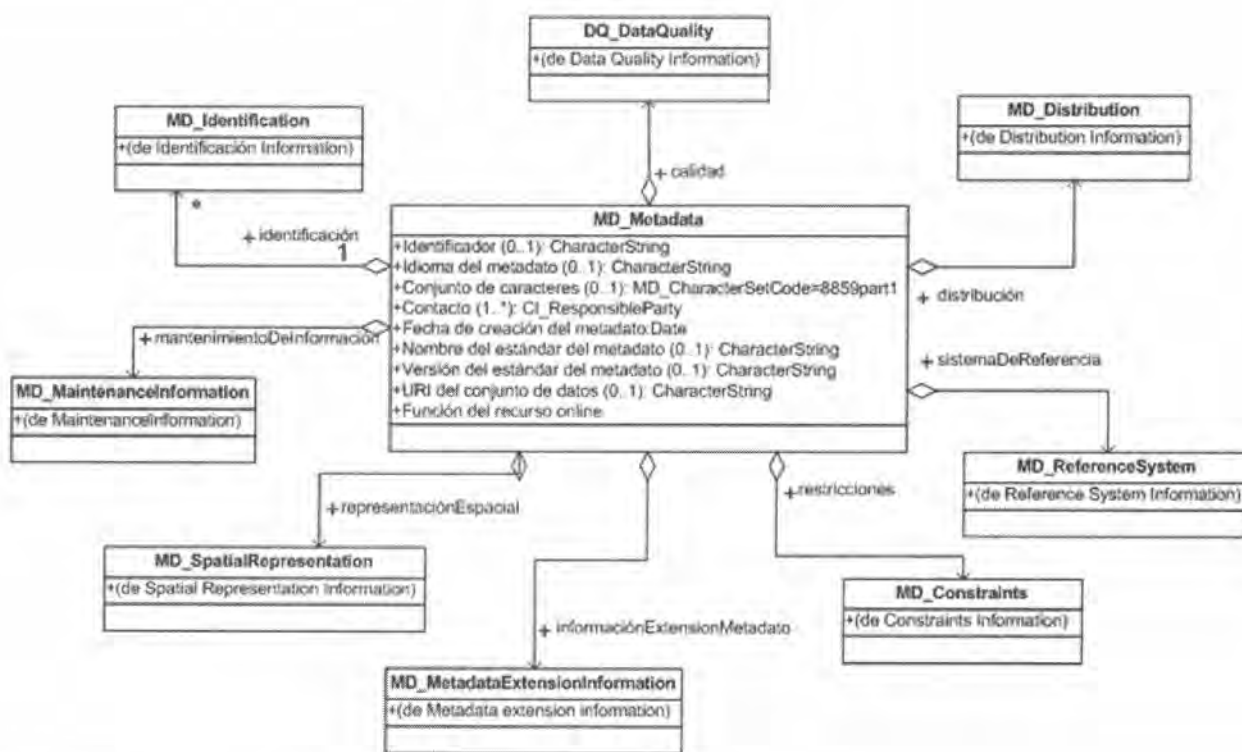 DQ_DataQuality
+(de Data Quality Information)
MD_Identification
+(de Identificación Information)
MD_Distribution
+(de Distribution Information)
+ calidad
+ identificación
1
MD_Metadata
+Identificador (0..1): CharacterString
+Idioma del metadato (0..1): CharacterString
+Conjunto de caracteres (0..1): MD_CharacterSetCode=8859part1
+Contacto (1..*): CI_ResponsibleParty
+Fecha de creación del metadato:Date
+Nombre del estándar del metadato (0..1): CharacterString
+Versión del estándar del metadato (0..1): CharacterString
+URI del conjunto de datos (0..1): CharacterString
+Función del recurso online
+ distribución
+mantenimientoDeInformación
+ sistemaDeReferencia
MD_MaintenanceInformation
+(de MaintenanceInformation)
MD_ReferenceSystem
+(de Reference System Information)
+representaciónEspacial
+restricciones
MD_SpatialRepresentation
+(de Spatial Representation Information)
MD_Constraints
+(de Constraints Information)
+ informaciónExtensionMetadato
MD_MetadataExtensionInformation
+(de Metadata extension information)